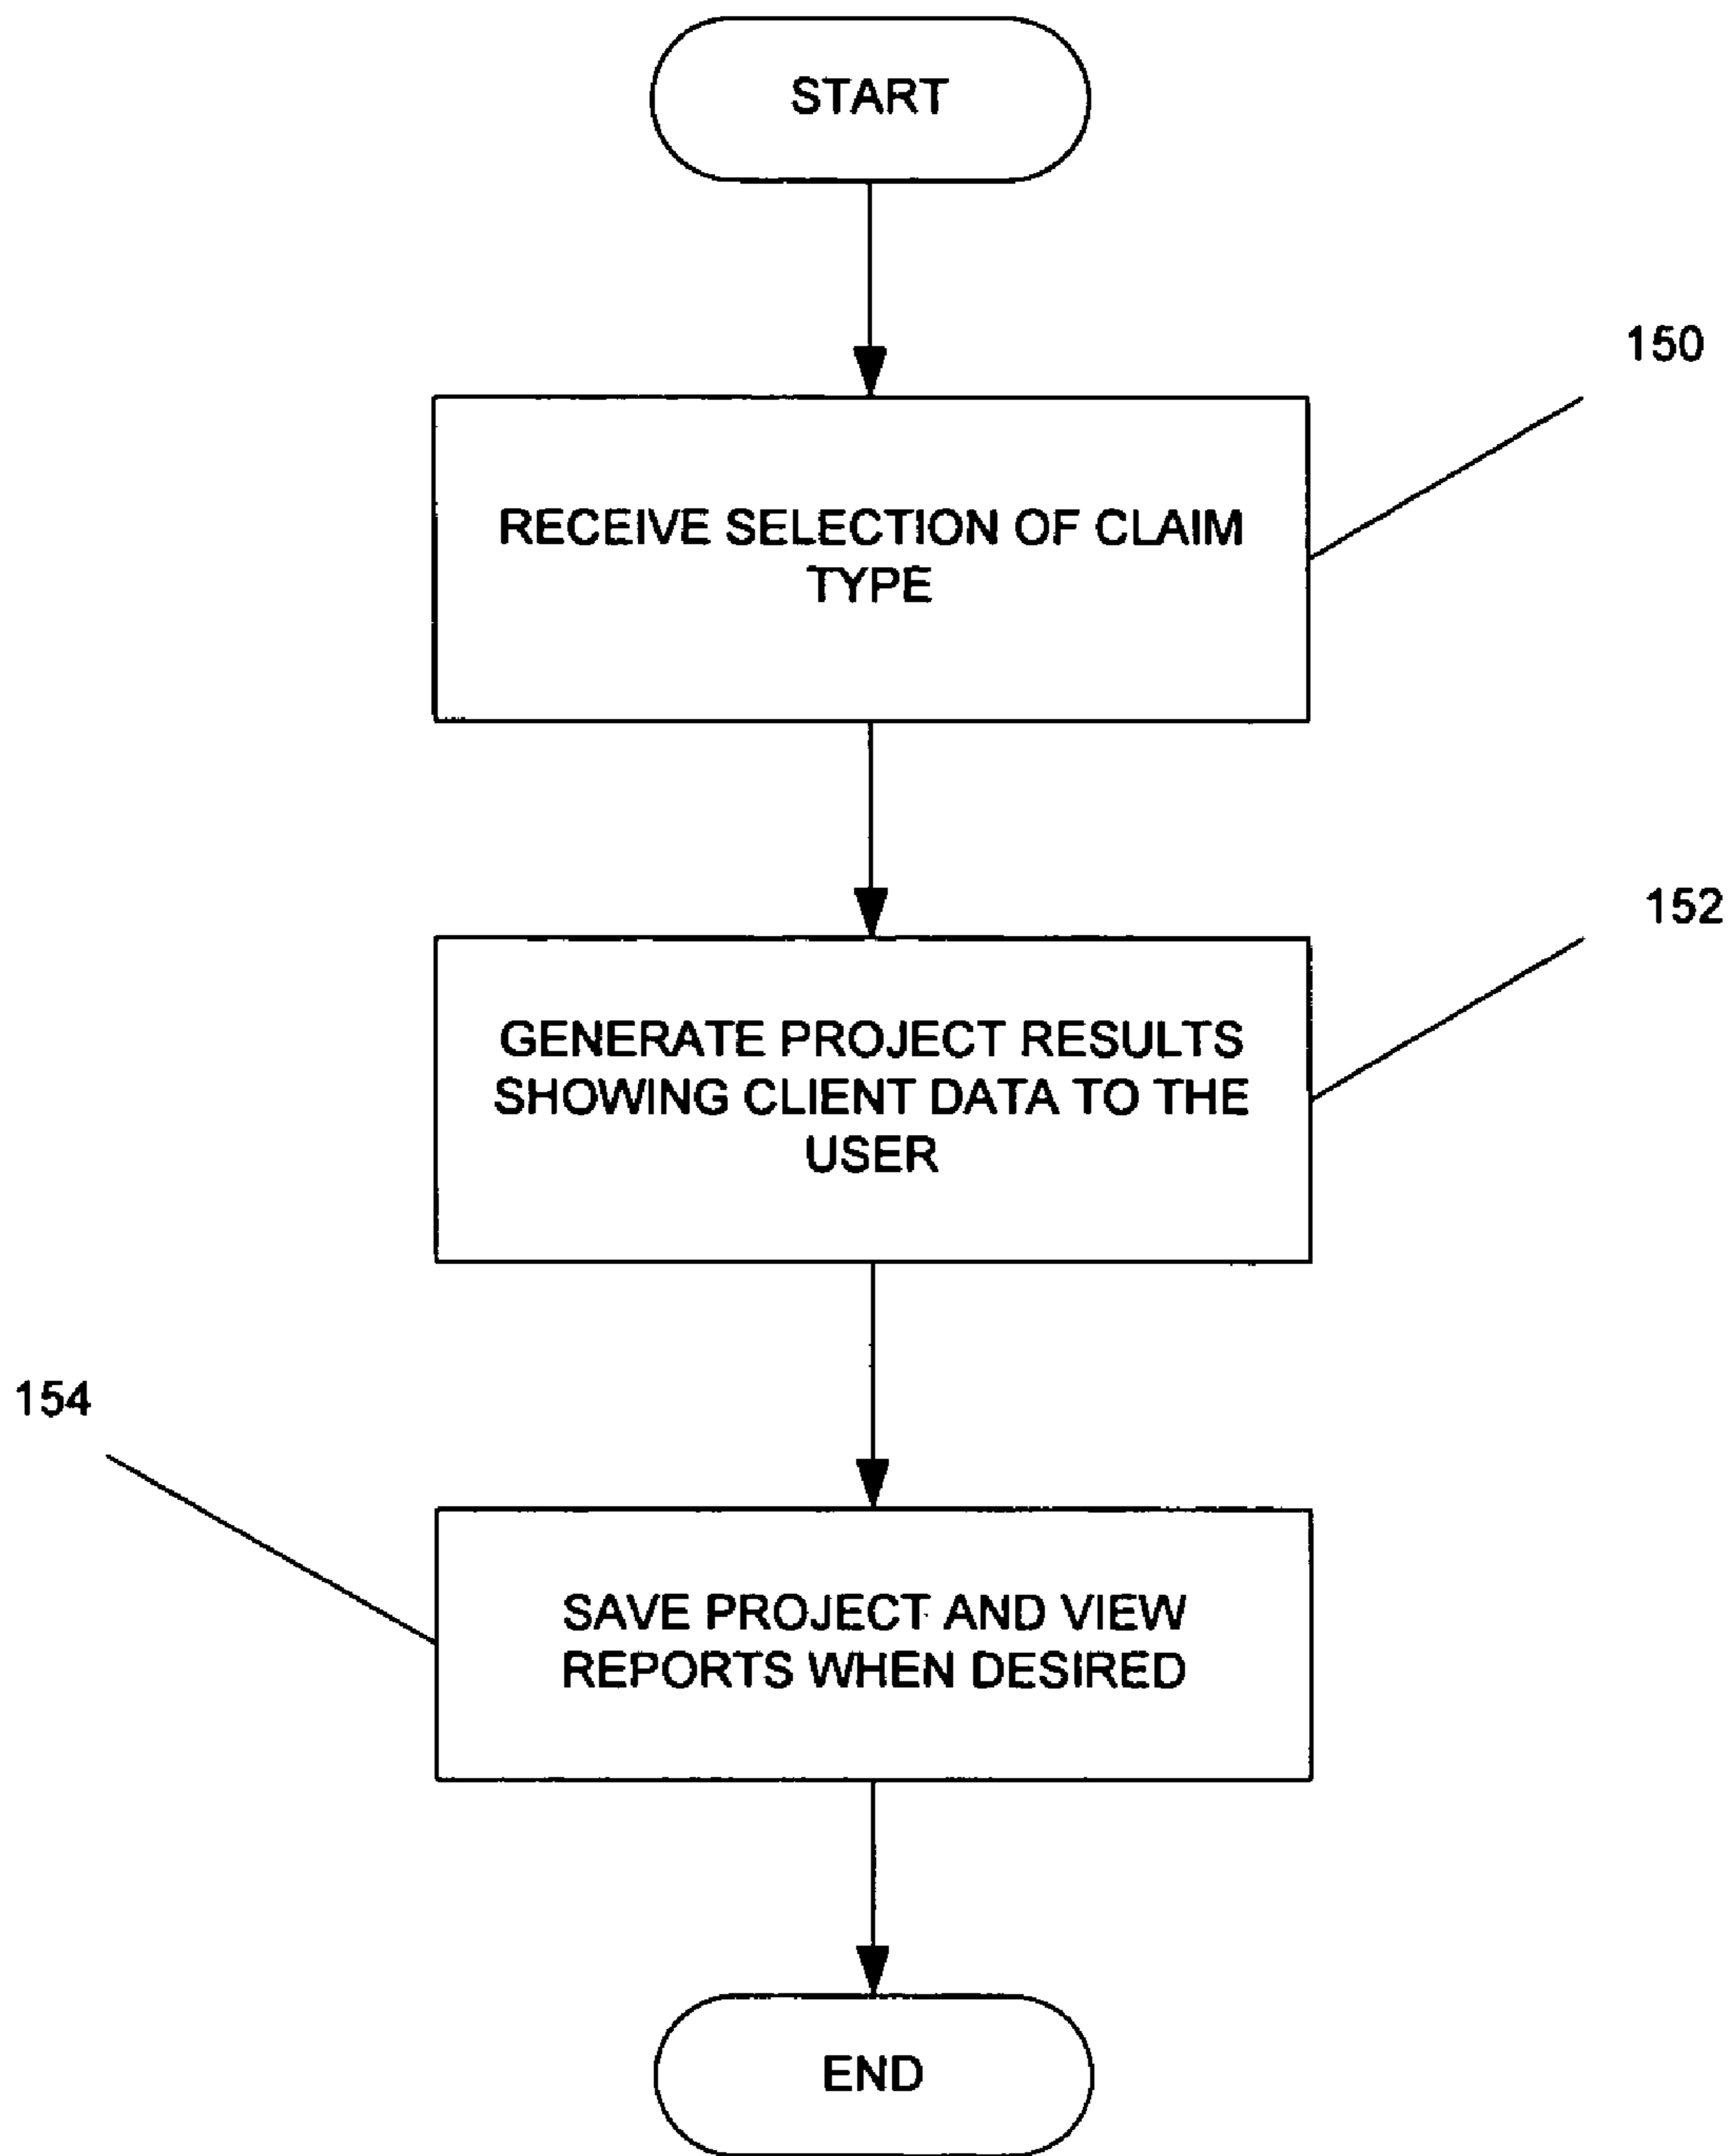 START
150
RECEIVE SELECTION OF CLAIM
TYPE
152
GENERATE PROJECT RESULTS
SHOWING CLIENT DATA TO THE
USER
154
SAVE PROJECT AND VIEW
REPORTS WHEN DESIRED
END